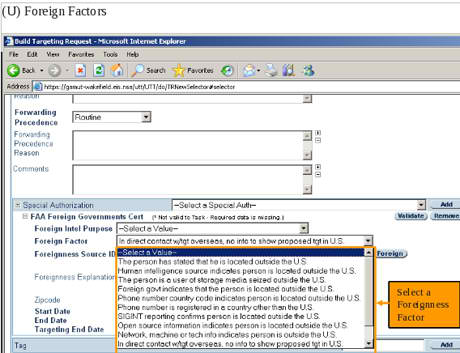 (U) Foreign Factors
Build Targeting Request - Microsoft Internet Explorer
File Edit View Favorites Tools Help
Back Search Favorites
Address https://gamut-wakefield.eis.nsa/utt/UTT/do/TRNewSelector#selector
Reason
Forwarding
Precedence Routine
Forwarding
Precedence
Reason
Comments
Special Authorization --Select a Special Auth-- Add
FAA Foreign Governments Cert (* Not valid to Task - Required data is missing.) Validate Remove
Foreign Intel Purpose --Select a Value--
Foreign Factor In direct contact w/tgt overseas, no info to show proposed tgt in U.S.
Foreignness Source ID --Select a Value-- Foreign
The person has stated that he is located outside the U.S.
Human intelligence source indicates person is located outside the U.S.
The person is a user of storage media seized outside the U.S.
Foreignness Explanation Foreign govt indicates that the person is located outside the U.S.
Phone number country code indicates person is located outside the U.S.
Zipcode Phone number is registered in a country other than the U.S.
Start Date SIGINT reporting confirms person is located outside the U.S.
End Date Open source information indicates person is located outside the U.S.
Targeting End Date Network, machine or tech info indicates person is outside the U.S.
Tag In direct contact w/tgt overseas, no info to show proposed tgt in U.S. Add
Select a
Foreignness
Factor